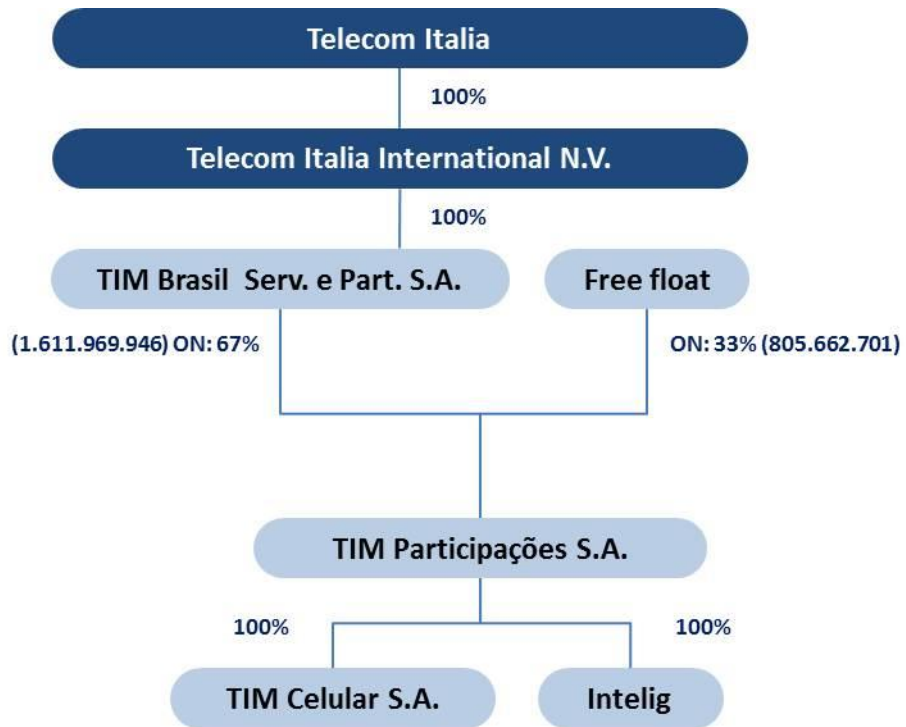 Telecom Italia
100%
Telecom Italia International N.V.
100%
TIM Brasil Serv. e Part. S.A.
Free float
(1.611.969.946) ON: 67%
ON: 33% (805.662.701)
TIM Participações S.A.
100%
100%
TIM Celular S.A.
Intelig